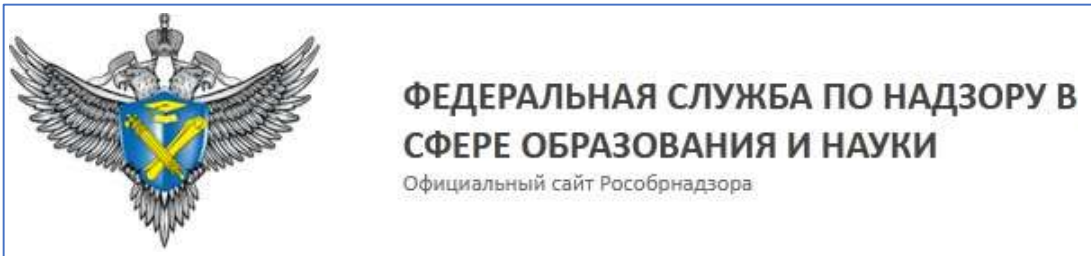 ФЕДЕРАЛЬНАЯ СЛУЖБА ПО НАДЗОРУ В
СФЕРЕ ОБРАЗОВАНИЯ И НАУКИ
Официальный сайт Рособрнадзора